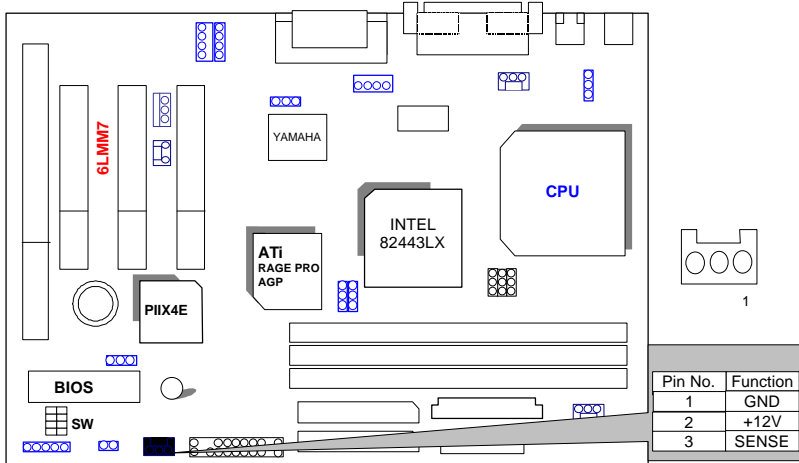 6LMM7
YAMAHA
CPU
INTEL
82443LX
ATi
RAGE PRO
AGP
PIIX4E
1
BIOS
SW
Pin No. Function
1 GND
2 +12V
3 SENSE